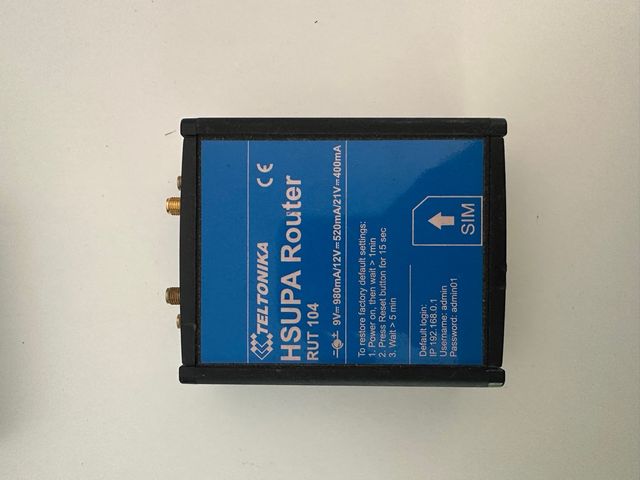 TELTONIKA
CE
HSUPA Router
RUT 104
9V⎓980mA/12V⎓520mA/21V⎓400mA
To restore factory default settings:
1. Power on, then wait > 1min
2. Press Reset button for 15 sec
3. Wait > 5 min
Default login:
IP 192.168.0.1
Username: admin
Password: admin01
SIM